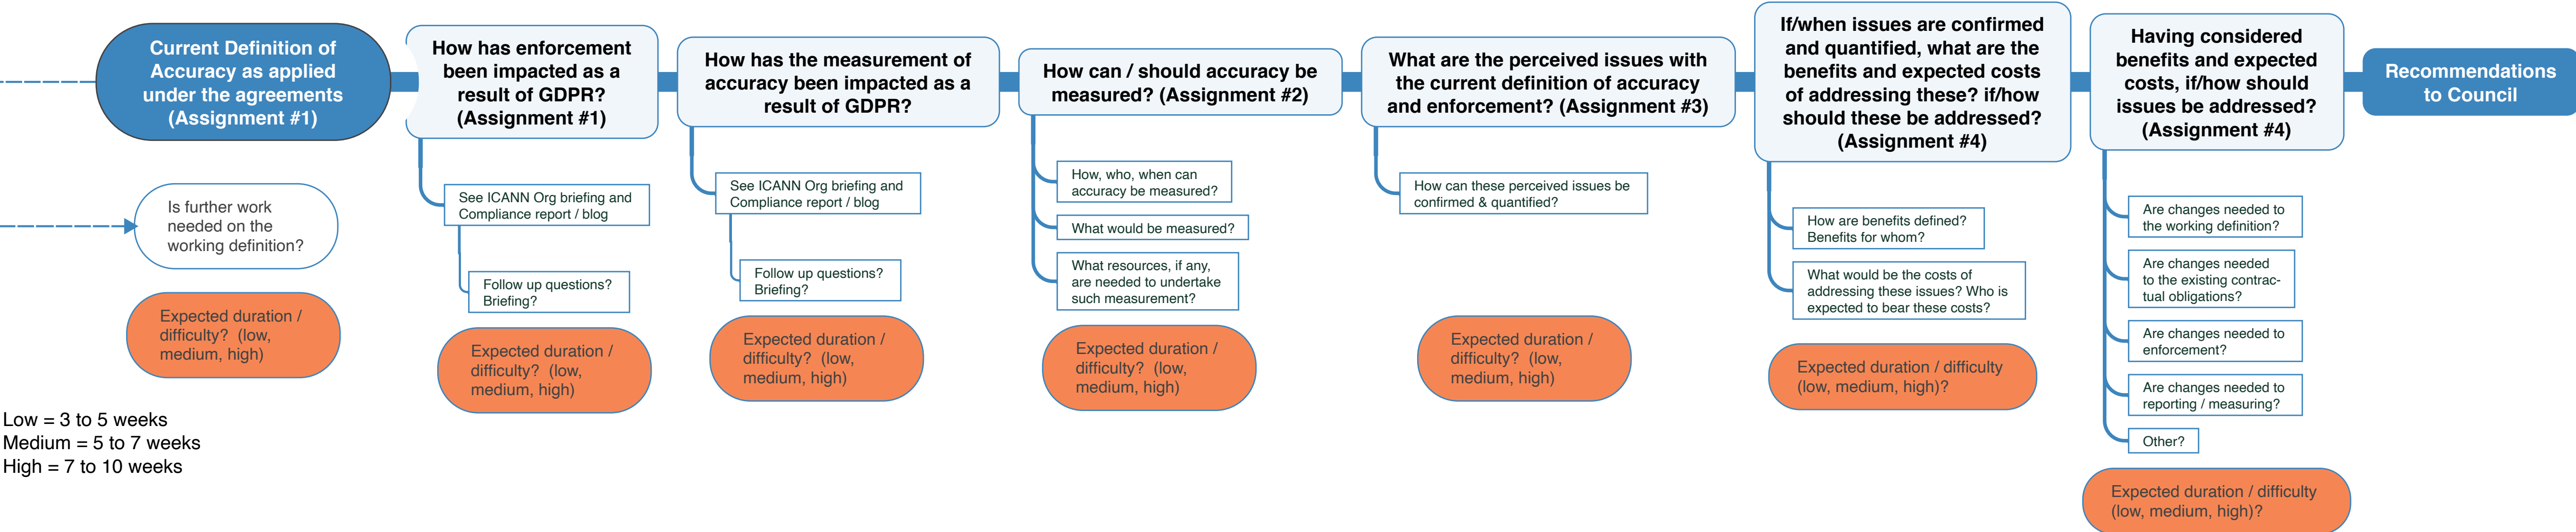 Current Definition of
Accuracy as applied
under the agreements
(Assignment #1)
Is further work
needed on the
working definition?
Expected duration /
difficulty? (low,
medium, high)
Low = 3 to 5 weeks
Medium = 5 to 7 weeks
High = 7 to 10 weeks
How has enforcement
been impacted as a
result of GDPR?
(Assignment #1)
See ICANN Org briefing and
Compliance report / blog
Follow up questions?
Briefing?
Expected duration /
difficulty? (low,
medium, high)
How has the measurement of
accuracy been impacted as a
result of GDPR?
See ICANN Org briefing and
Compliance report / blog
Follow up questions?
Briefing?
Expected duration /
difficulty? (low,
medium, high)
How can / should accuracy be
measured? (Assignment #2)
How, who, when can
accuracy be measured?
What would be measured?
What resources, if any,
are needed to undertake
such measurement?
Expected duration /
difficulty? (low,
medium, high)
What are the perceived issues with
the current definition of accuracy
and enforcement? (Assignment #3)
How can these perceived issues be
confirmed & quantified?
Expected duration /
difficulty? (low,
medium, high)
If/when issues are confirmed
and quantified, what are the
benefits and expected costs
of addressing these? if/how
should these be addressed?
(Assignment #4)
How are benefits defined?
Benefits for whom?
What would be the costs of
addressing these issues? Who is
expected to bear these costs?
Expected duration / difficulty
(low, medium, high)?
Having considered
benefits and expected
costs, if/how should
issues be addressed?
(Assignment #4)
Are changes needed to
the working definition?
Are changes needed
to the existing contrac-
tual obligations?
Are changes needed to
enforcement?
Are changes needed to
reporting / measuring?
Other?
Expected duration / difficulty
(low, medium, high)?
Recommendations
to Council